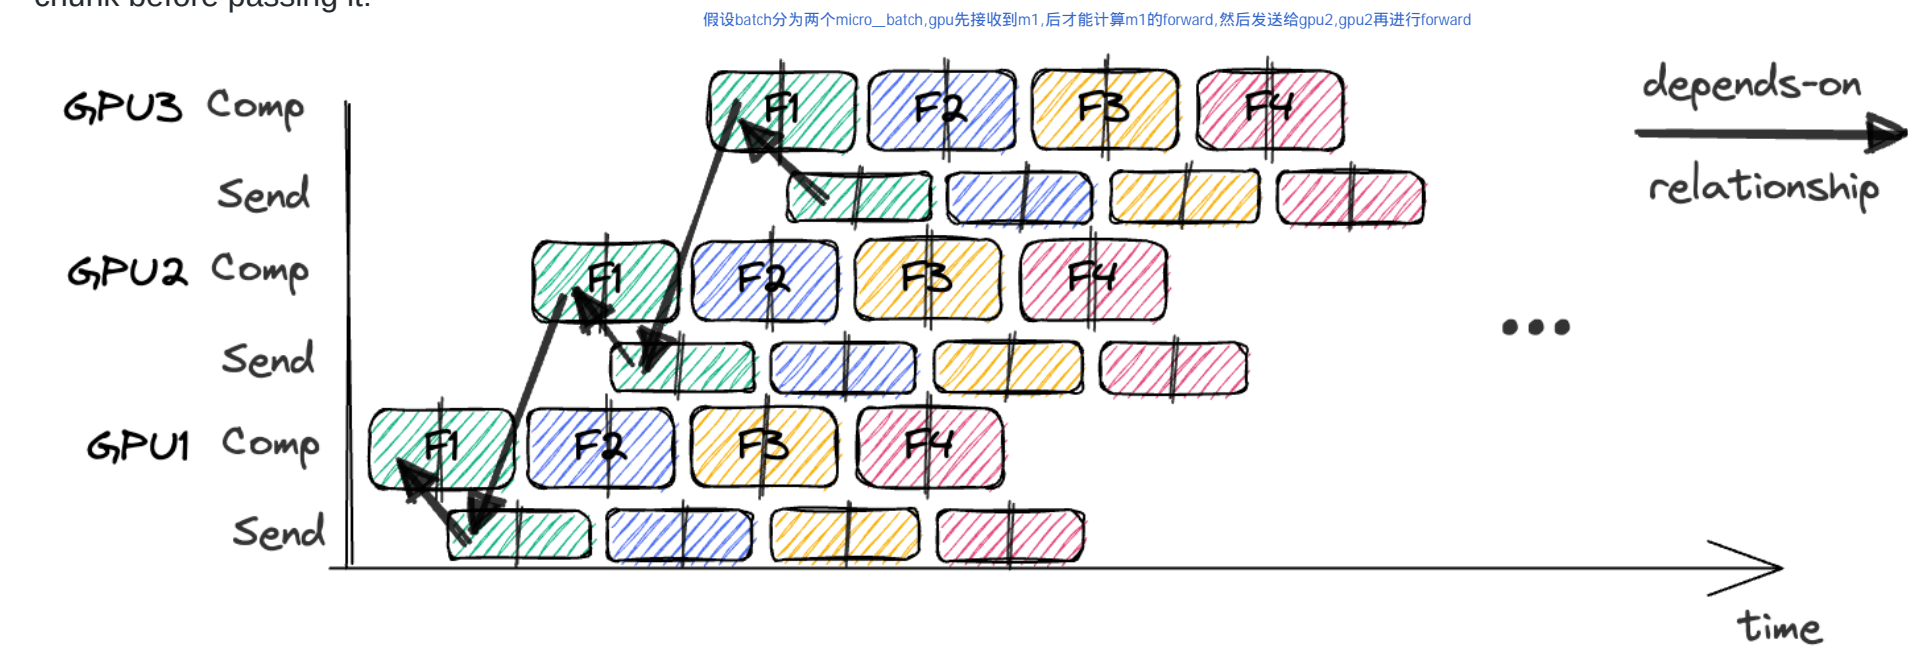 chunk before passing it.
假设batch分为两个micro_batch,gpu先接收到m1,后才能计算m1的forward,然后发送给gpu2,gpu2再进行forward
GPU3 Comp F1 F2 F3 F4
depends-on
Send
relationship
GPU2 Comp F1 F2 F3 F4
Send
GPU1 Comp F1 F2 F3 F4
Send
time